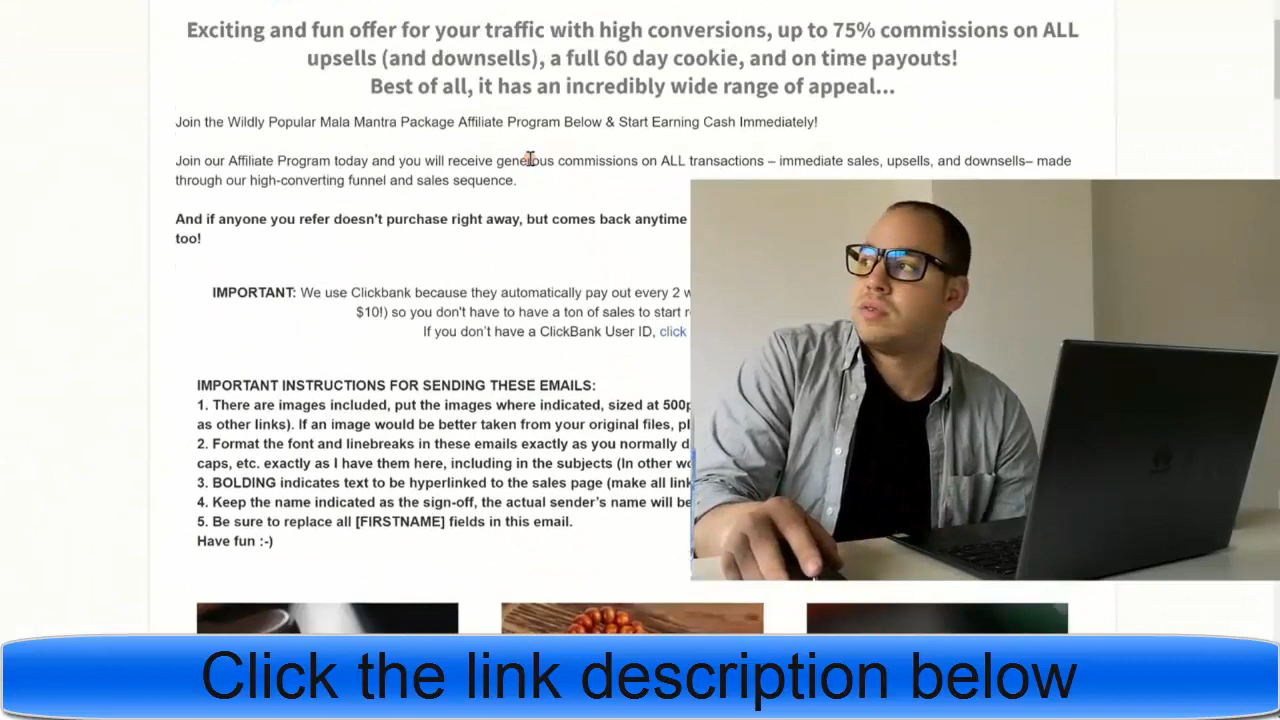 Exciting and fun offer for your traffic with high conversions, up to 75% commissions on ALL
upsells (and downsells), a full 60 day cookie, and on time payouts!
Best of all, it has an incredibly wide range of appeal...
Join the Wildly Popular Mala Mantra Package Affiliate Program Below & Start Earning Cash Immediately!
Join our Affiliate Program today and you will receive generous commissions on ALL transactions – immediate sales, upsells, and downsells– made
through our high-converting funnel and sales sequence.
And if anyone you refer doesn't purchase right away, but comes back anytime
too!
IMPORTANT: We use Clickbank because they automatically pay out every 2
$10!) so you don't have to have a ton of sales to start
If you don't have a ClickBank User ID, click
IMPORTANT INSTRUCTIONS FOR SENDING THESE EMAILS:
1. There are images included, put the images where indicated, sized at
as other links). If an image would be better taken from your original files,
2. Format the font and linebreaks in these emails exactly as you normally
caps, etc. exactly as I have them here, including in the subjects (In other
3. BOLDING indicates text to be hyperlinked to the sales page (make all
4. Keep the name indicated as the sign-off, the actual sender's name will
5. Be sure to replace all [FIRSTNAME] fields in this email.
Have fun :-)
Click the link description below